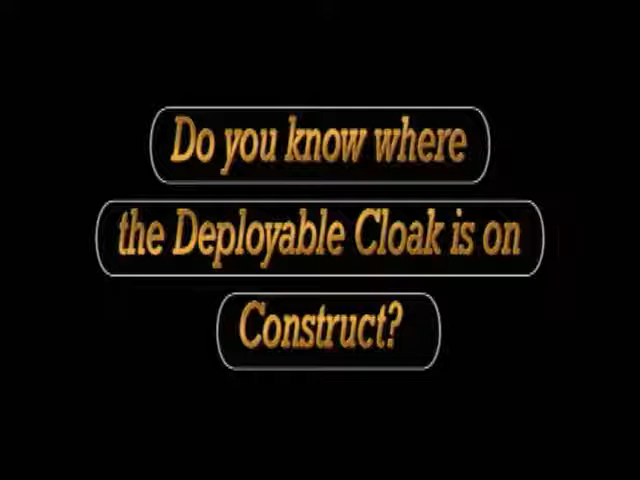 Do you know where
the Deployable Cloak is on
Construct?